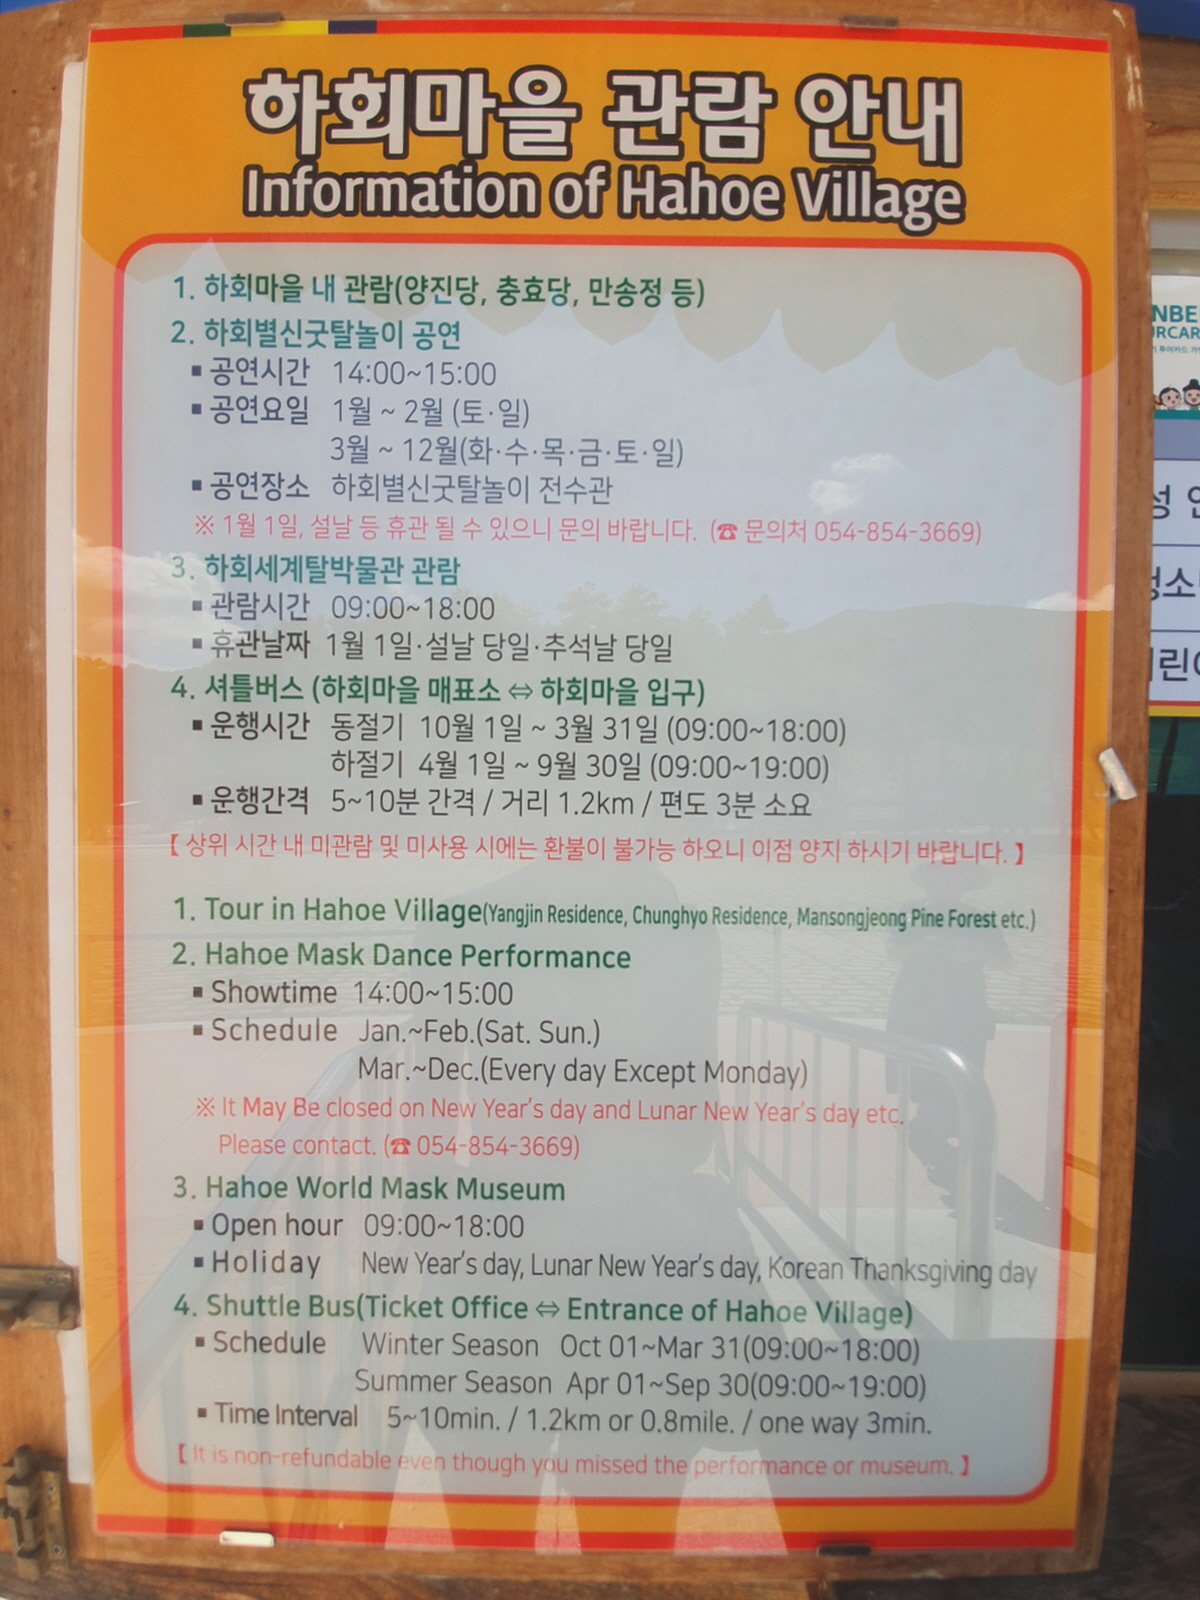 하회마을 관람 안내
Information of Hahoe Village
1. 하회마을 내 관람(양진당, 충효당, 만송정 등)
2. 하회별신굿탈놀이 공연
▪ 공연시간 14:00~15:00
▪ 공연요일 1월 ~ 2월 (토·일)
3월 ~ 12월(화·수·목·금·토·일)
▪ 공연장소 하회별신굿탈놀이 전수관
※ 1월 1일, 설날 등 휴관 될 수 있으니 문의 바랍니다. (☎ 문의처 054-854-3669)
3. 하회세계탈박물관 관람
▪ 관람시간 09:00~18:00
▪ 휴관날짜 1월 1일·설날 당일·추석날 당일
4. 셔틀버스 (하회마을 매표소 ⇔ 하회마을 입구)
▪ 운행시간 동절기 10월 1일 ~ 3월 31일 (09:00~18:00)
하절기 4월 1일 ~ 9월 30일 (09:00~19:00)
▪ 운행간격 5~10분 간격 / 거리 1.2km / 편도 3분 소요
【 상위 시간 내 미관람 및 미사용 시에는 환불이 불가능 하오니 이점 양지 하시기 바랍니다. 】
1. Tour in Hahoe Village(Yangjin Residence, Chunghyo Residence, Mansongjeong Pine Forest etc.)
2. Hahoe Mask Dance Performance
▪ Showtime 14:00~15:00
▪ Schedule Jan.~Feb.(Sat. Sun.)
Mar.~Dec.(Every day Except Monday)
※ It May Be closed on New Year's day and Lunar New Year's day etc.
Please contact. (☎ 054-854-3669)
3. Hahoe World Mask Museum
▪ Open hour 09:00~18:00
▪ Holiday New Year's day, Lunar New Year's day, Korean Thanksgiving day
4. Shuttle Bus(Ticket Office ⇔ Entrance of Hahoe Village)
▪ Schedule Winter Season Oct 01~Mar 31(09:00~18:00)
Summer Season Apr 01~Sep 30(09:00~19:00)
▪ Time Interval 5~10min. / 1.2km or 0.8mile. / one way 3min.
【 It is non-refundable even though you missed the performance or museum. 】